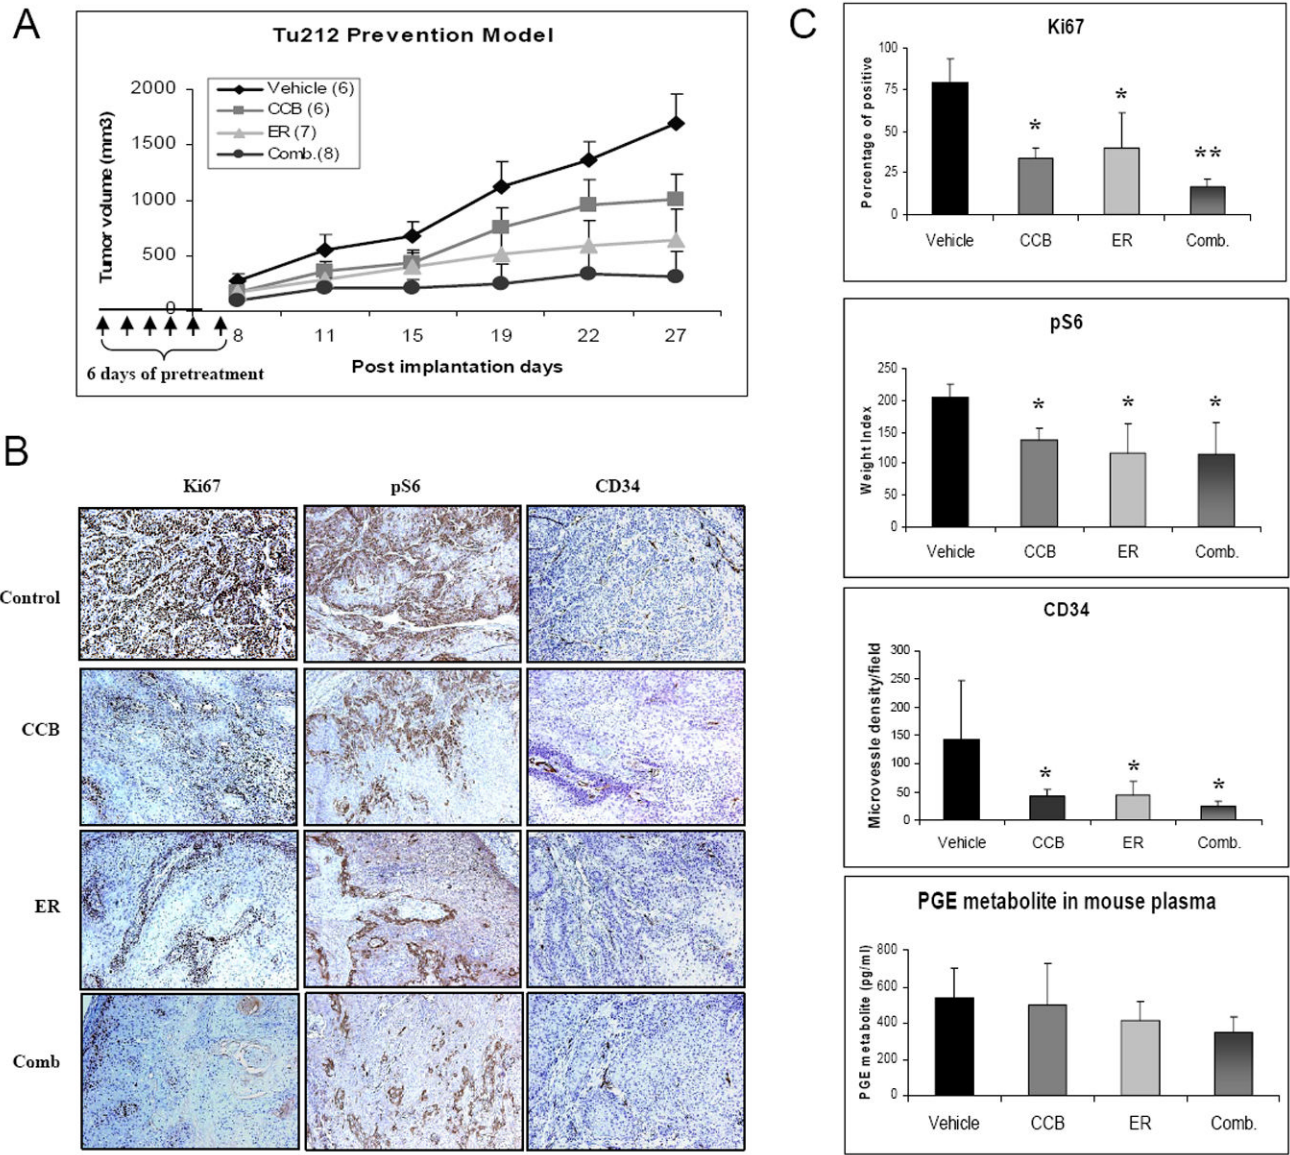 A
Tu212 Prevention Model
Tumor volume (mm3)
2000
1500
1000
500
0
Vehicle (6)
CCB (6)
ER (7)
Comb.(8)
8 11 15 19 22 27
6 days of pretreatment
Post implantation days
B
Ki67 pS6 CD34
Control
CCB
ER
Comb
C
Ki67
Percentage of positive
100
75
50
25
0
* * **
Vehicle CCB ER Comb.
pS6
Weight Index
250
200
150
100
50
0
* * *
Vehicle CCB ER Comb.
CD34
Microvessle density/field
300
250
200
150
100
50
0
* * *
Vehicle CCB ER Comb.
PGE metabolite in mouse plasma
PGE metabolite (pg/ml)
800
600
400
200
0
Vehicle CCB ER Comb.